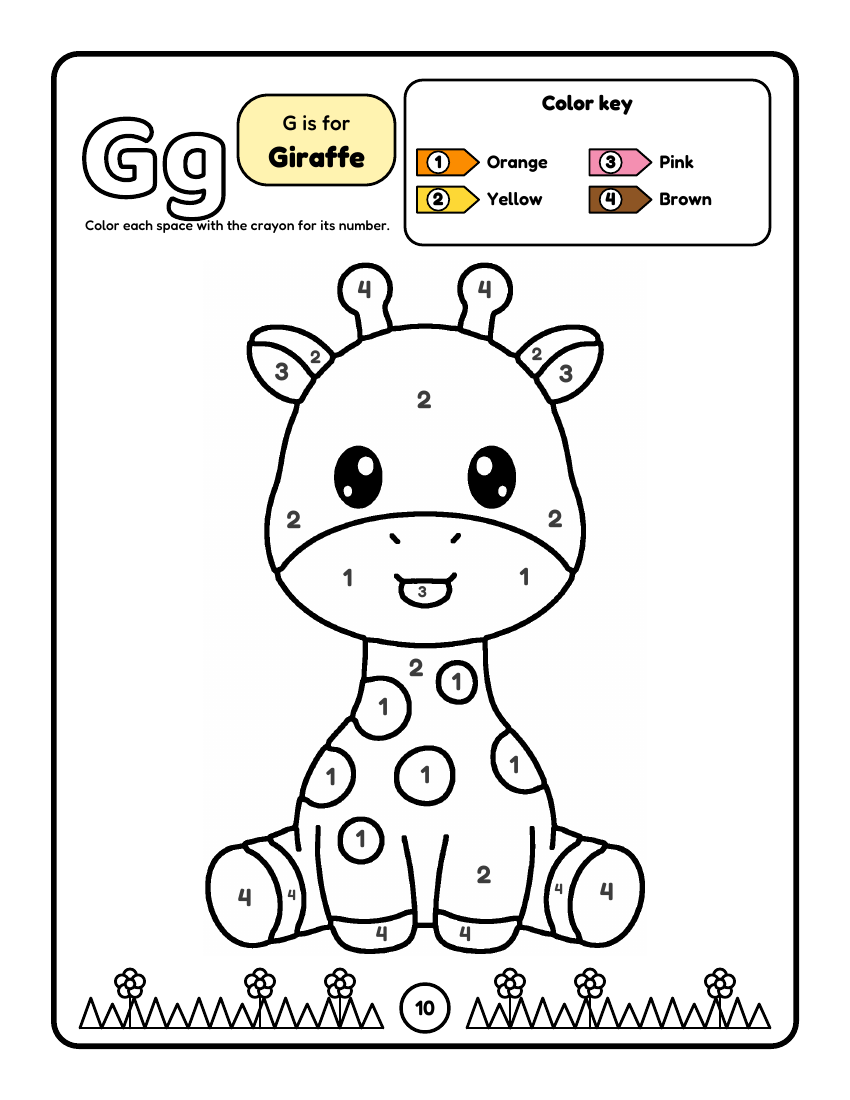 Gg
G is for
Giraffe
Color each space with the crayon for its number.
Color key
1 Orange
3 Pink
2 Yellow
4 Brown
4 4
2 2
3 3
2
2 2
1 1
3
2
1
1
1 1 1
1
2
4 4 4 4
4 4
10